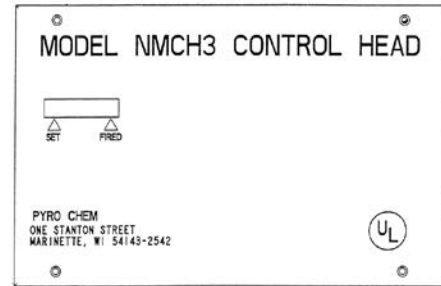 MODEL NMCH3 CONTROL HEAD
SET FIRED
PYRO CHEM
ONE STANTON STREET
MARINETTE, WI 54143-2542
UL